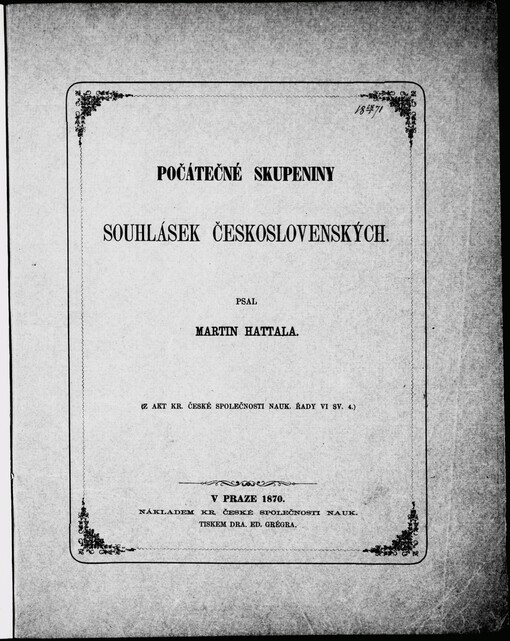 POČÁTEČNÉ SKUPENINY
SOUHLÁSEK ČESKOSLOVENSKÝCH.
PSAL
MARTIN HATTALA.
(Z AKT KR. ČESKÉ SPOLEČNOSTI NAUK. ŘADY VI SV. 4.)
V PRAZE 1870.
NÁKLADEM KR. ČESKÉ SPOLEČNOSTI NAUK.
TISKEM DRA. ED. GRÉGRA.